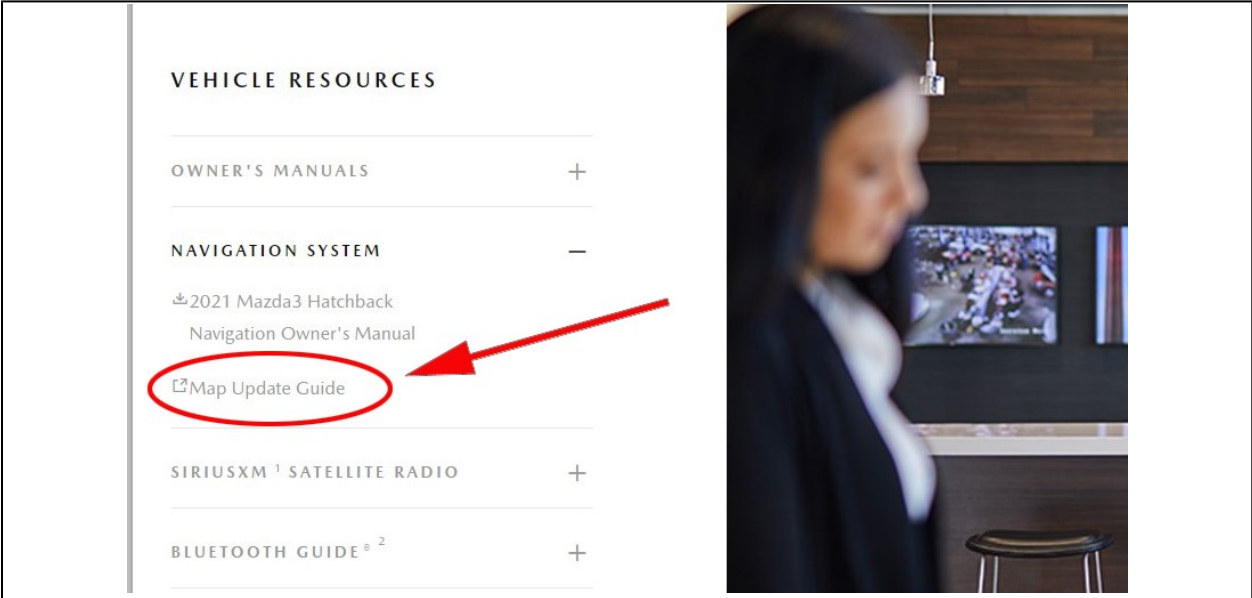 VEHICLE RESOURCES
OWNER'S MANUALS
NAVIGATION SYSTEM
2021 Mazda3 Hatchback
Navigation Owner's Manual
Map Update Guide
SIRIUSXM ¹ SATELLITE RADIO
BLUETOOTH GUIDE® ²